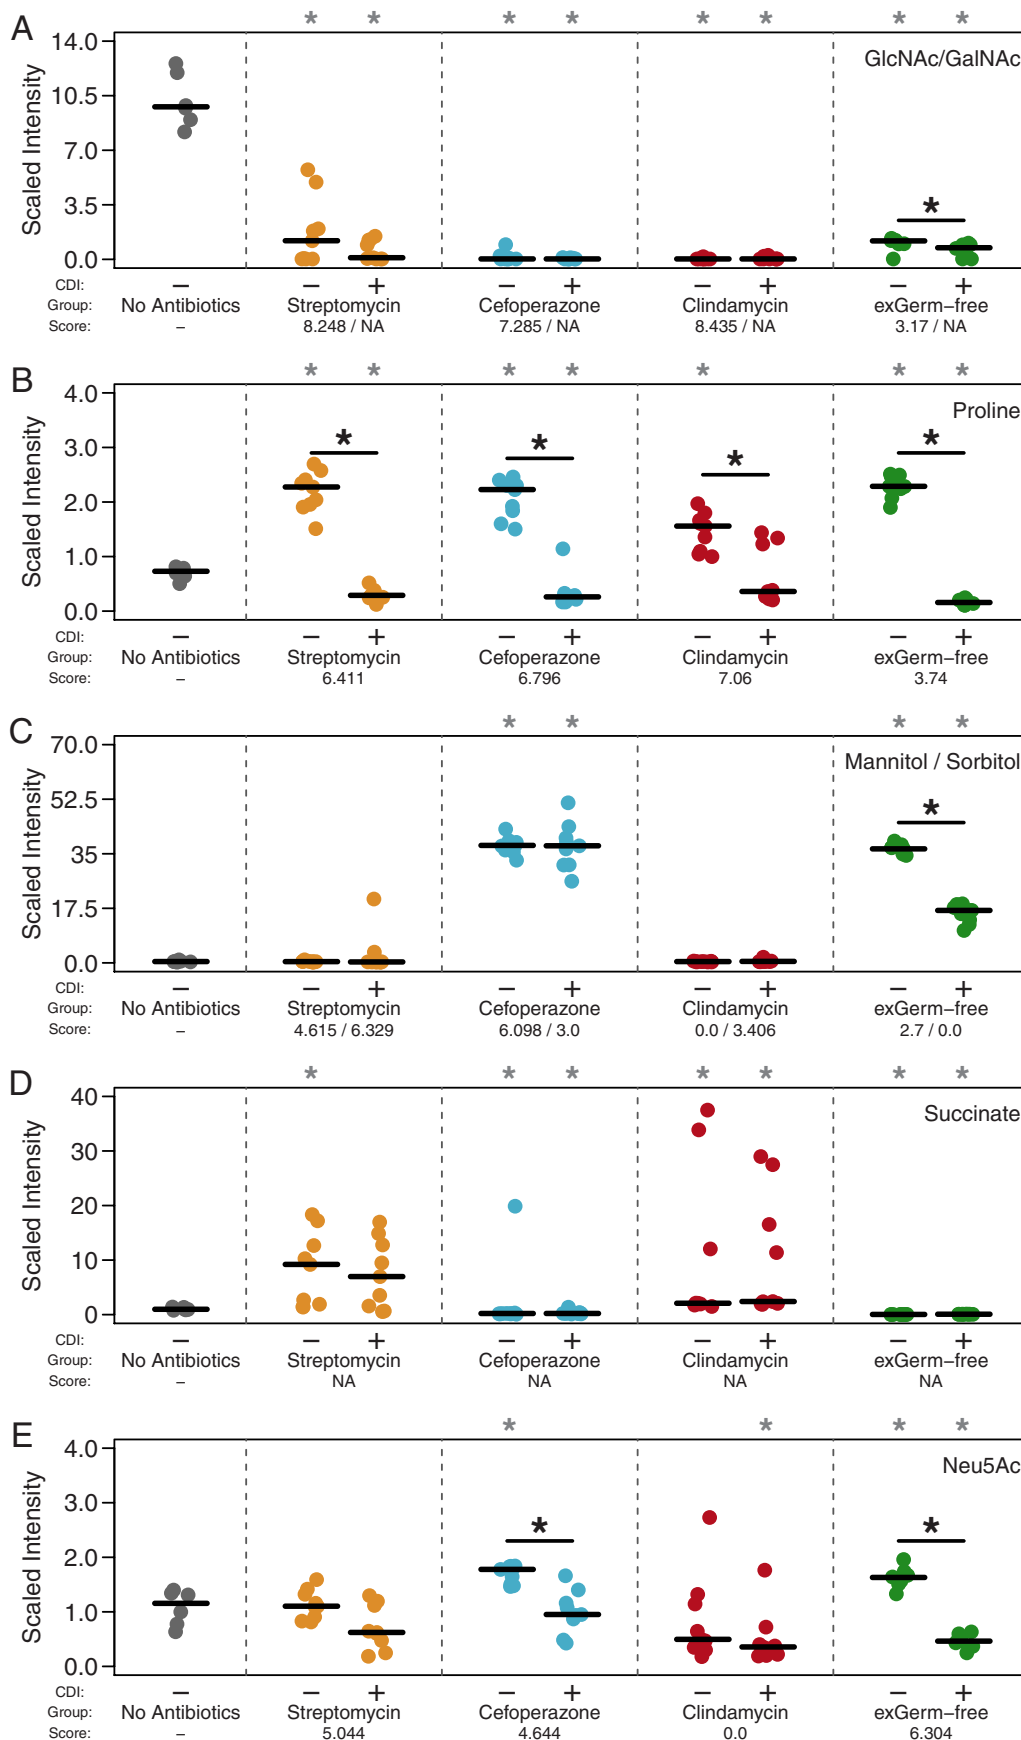 A
* * * * * * * *
Scaled Intensity
14.0
10.5
7.0
3.5
0.0
GlcNAc/GalNAc
*
CDI: − − + − + − + − +
Group: No Antibiotics Streptomycin Cefoperazone Clindamycin exGerm−free
Score: − 8.248 / NA 7.285 / NA 8.435 / NA 3.17 / NA
B
* * * * * * *
Scaled Intensity
4.0
3.0
2.0
1.0
0.0
Proline
* * * *
CDI: − − + − + − + − +
Group: No Antibiotics Streptomycin Cefoperazone Clindamycin exGerm−free
Score: − 6.411 6.796 7.06 3.74
C
* * * *
Scaled Intensity
70.0
52.5
35
17.5
0.0
Mannitol / Sorbitol
*
CDI: − − + − + − + − +
Group: No Antibiotics Streptomycin Cefoperazone Clindamycin exGerm−free
Score: − 4.615 / 6.329 6.098 / 3.0 0.0 / 3.406 2.7 / 0.0
D
* * * * * * *
Scaled Intensity
40
30
20
10
0
Succinate
CDI: − − + − + − + − +
Group: No Antibiotics Streptomycin Cefoperazone Clindamycin exGerm−free
Score: − NA NA NA NA
E
* * * *
Scaled Intensity
4.0
3.0
2.0
1.0
0.0
Neu5Ac
* *
CDI: − − + − + − + − +
Group: No Antibiotics Streptomycin Cefoperazone Clindamycin exGerm−free
Score: − 5.044 4.644 0.0 6.304